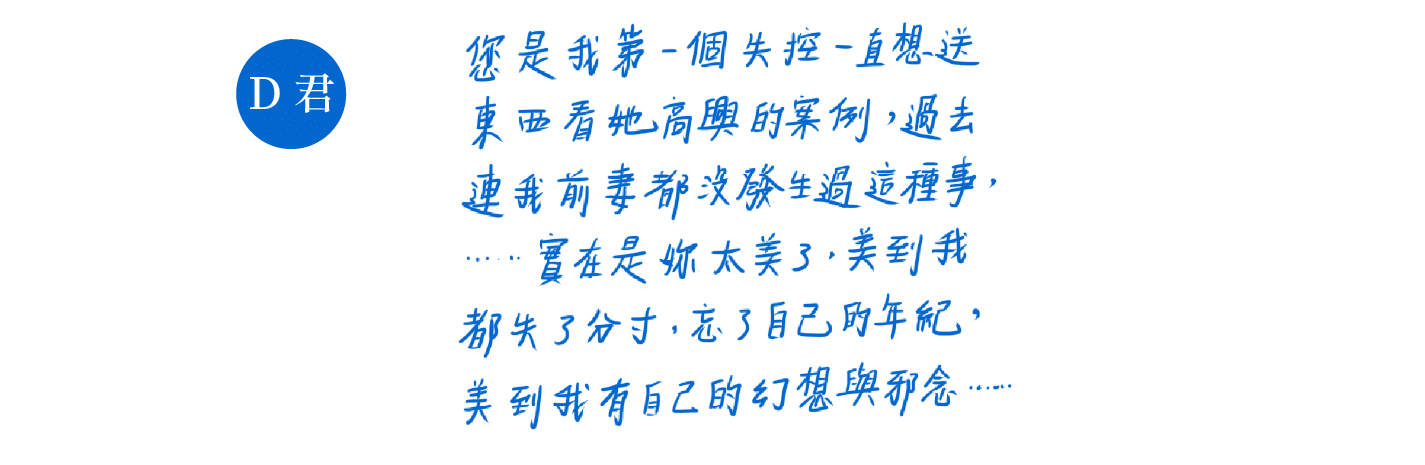 D 君
您是我第一個失控一直想送
東西看她高興的案例，過去
連我前妻都沒發生過這種事，
……實在是妳太美了，美到我
都失了分寸，忘了自己的年紀，
美到我有自己的幻想與邪念……